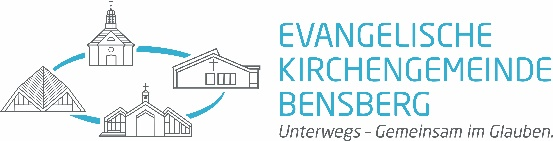 EVANGELISCHE
KIRCHENGEMEINDE
BENSBERG
Unterwegs – Gemeinsam im Glauben.